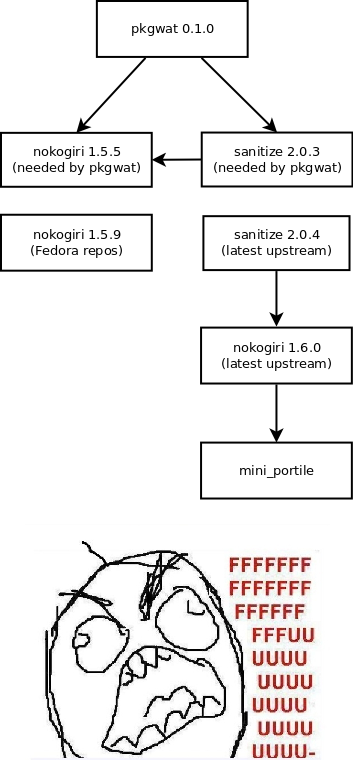 pkgwat 0.1.0
nokogiri 1.5.5
(needed by pkgwat)
sanitize 2.0.3
(needed by pkgwat)
nokogiri 1.5.9
(Fedora repos)
sanitize 2.0.4
(latest upstream)
nokogiri 1.6.0
(latest upstream)
mini_portile
FFFFFFF
FFFFFFF
FFFFFF
FFFUU
UUUU
UUUU
UUUU
UUUU
UUUU-